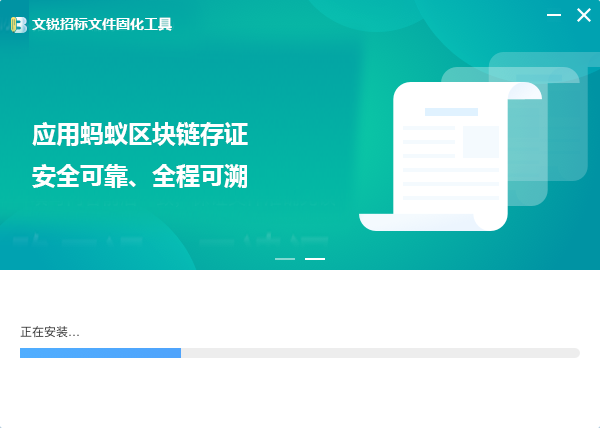 文锐招标文件固化工具
应用蚂蚁区块链存证
安全可靠、全程可溯
正在安装...